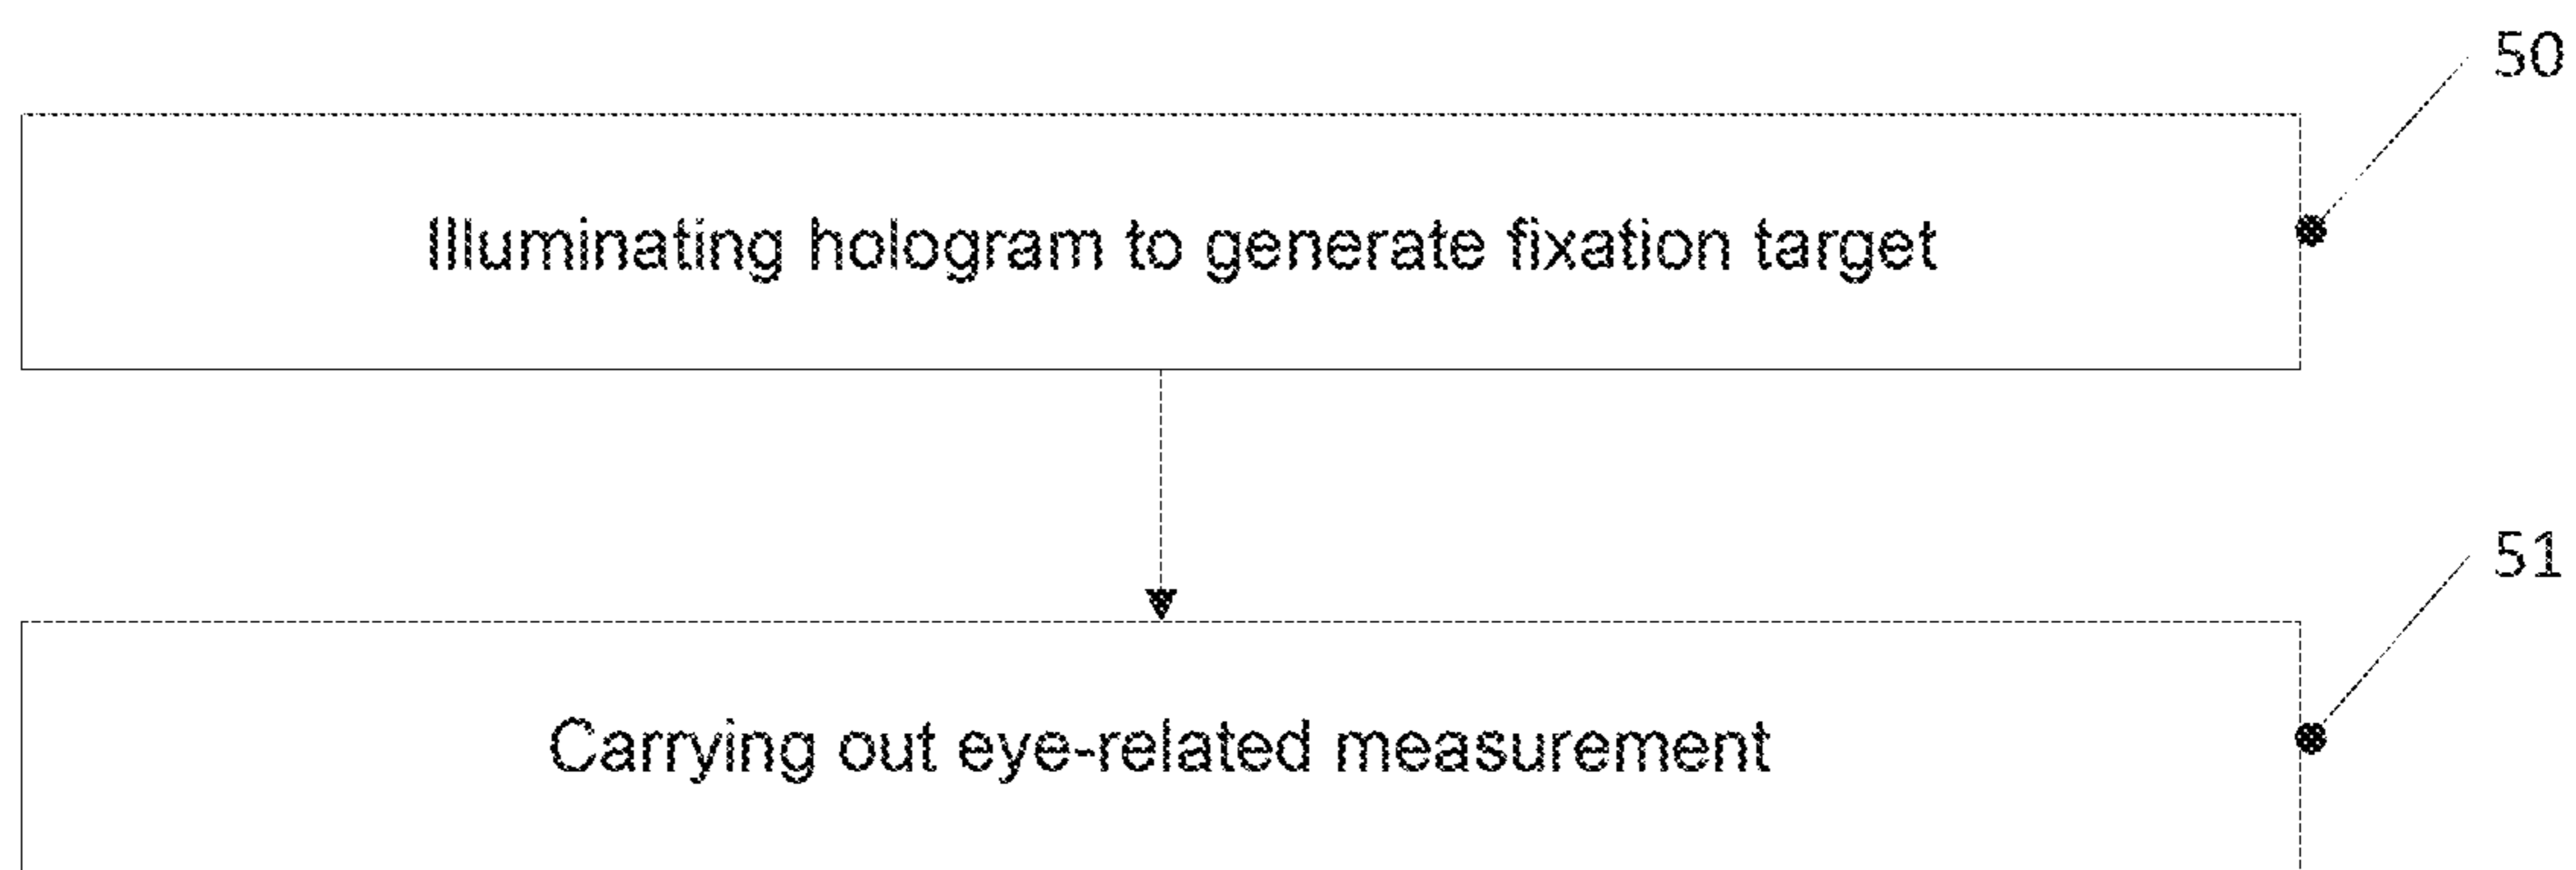 50
Illuminating hologram to generate fixation target
51
Carrying out eye-related measurement